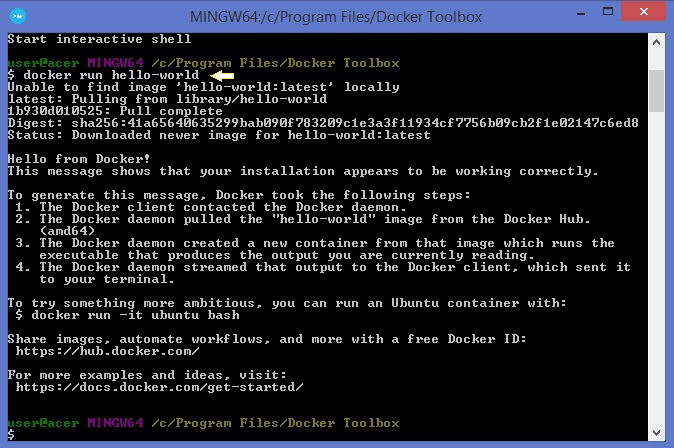 MINGW64:/c/Program Files/Docker Toolbox
Start interactive shell
user@acer MINGW64 /c/Program Files/Docker Toolbox
$ docker run hello-world
Unable to find image 'hello-world:latest' locally
latest: Pulling from library/hello-world
1b930d010525: Pull complete
Digest: sha256:41a65640635299bab090f783209c1e3a3f11934cf7756b09cb2f1e02147c6ed8
Status: Downloaded newer image for hello-world:latest
Hello from Docker!
This message shows that your installation appears to be working correctly.
To generate this message, Docker took the following steps:
1. The Docker client contacted the Docker daemon.
2. The Docker daemon pulled the "hello-world" image from the Docker Hub.
(amd64)
3. The Docker daemon created a new container from that image which runs the
executable that produces the output you are currently reading.
4. The Docker daemon streamed that output to the Docker client, which sent it
to your terminal.
To try something more ambitious, you can run an Ubuntu container with:
$ docker run -it ubuntu bash
Share images, automate workflows, and more with a free Docker ID:
https://hub.docker.com/
For more examples and ideas, visit:
https://docs.docker.com/get-started/
user@acer MINGW64 /c/Program Files/Docker Toolbox
$